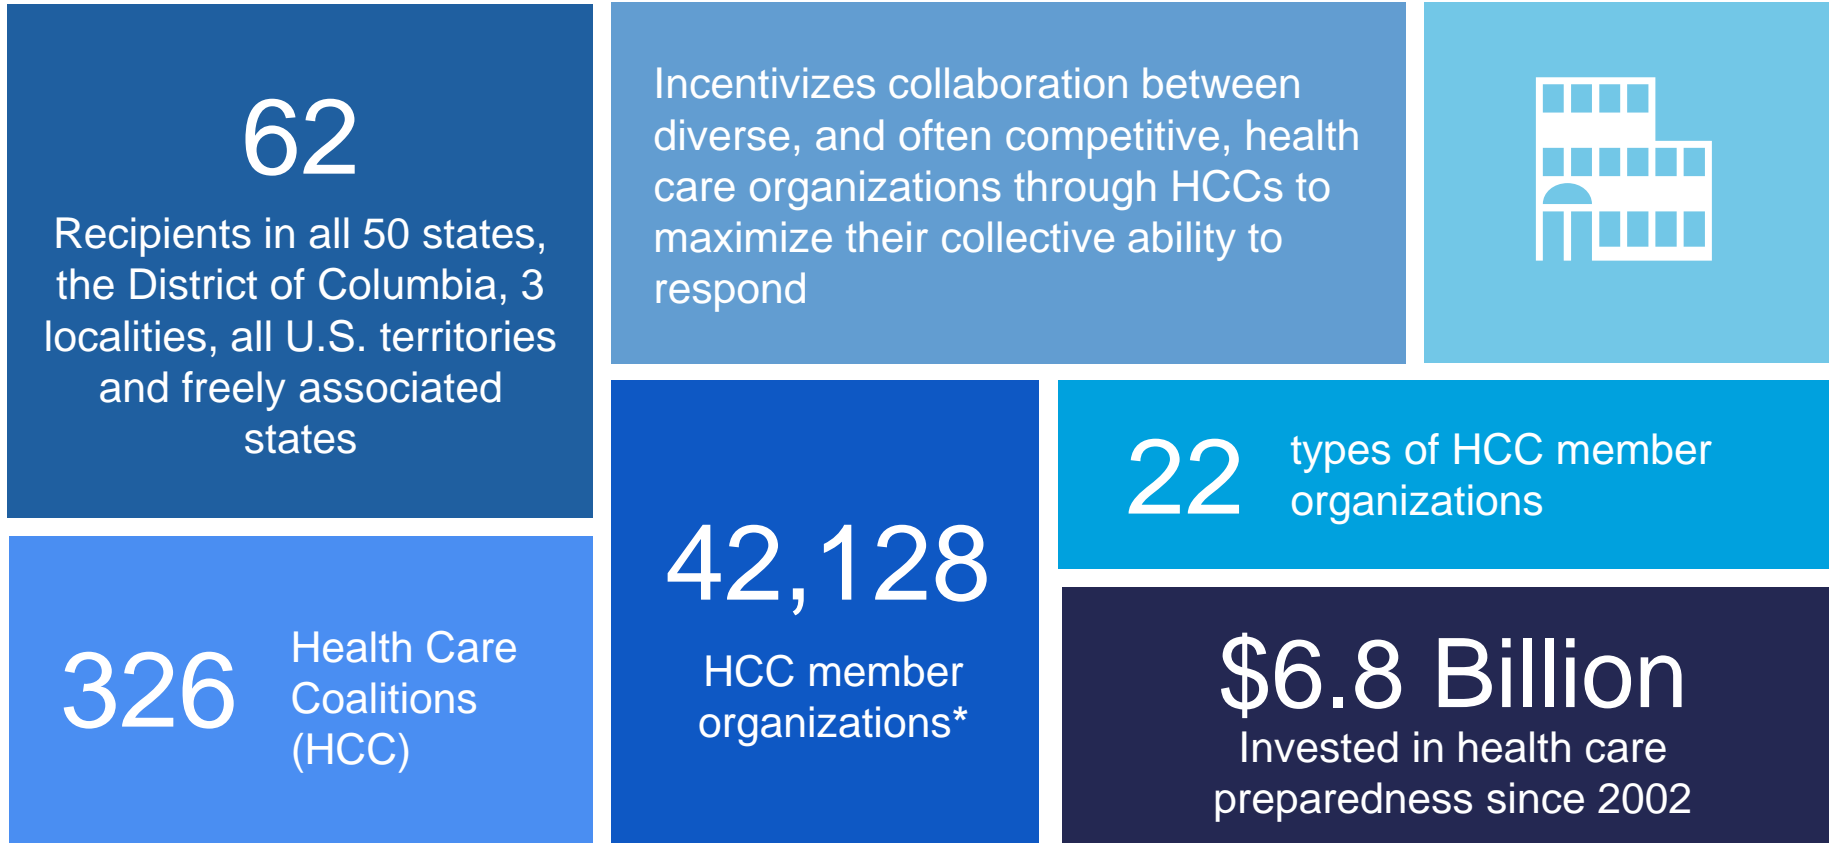 62
Recipients in all 50 states,
the District of Columbia, 3
localities, all U.S. territories
and freely associated
states
Incentivizes collaboration between
diverse, and often competitive, health
care organizations through HCCs to
maximize their collective ability to
respond
326
Health Care
Coalitions
(HCC)
42,128
HCC member
organizations*
22
types of HCC member
organizations
$6.8 Billion
Invested in health care
preparedness since 2002